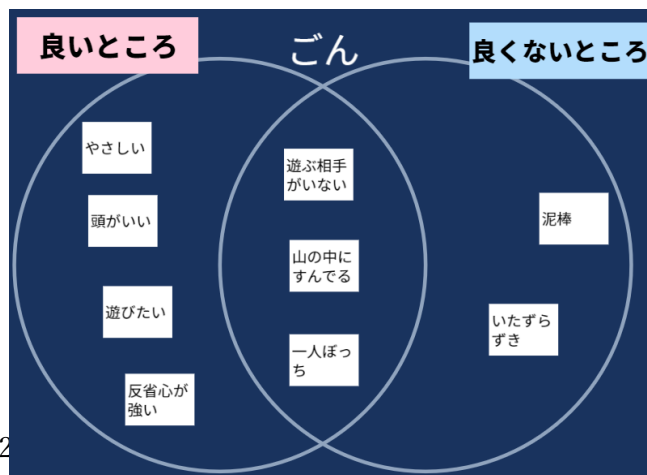 良いところ
ごん
良くないところ
やさしい
頭がいい
遊びたい
反省心が
強い
遊ぶ相手
がいない
山の中に
すんでる
一人ぼっ
ち
泥棒
いたずら
ずき
2